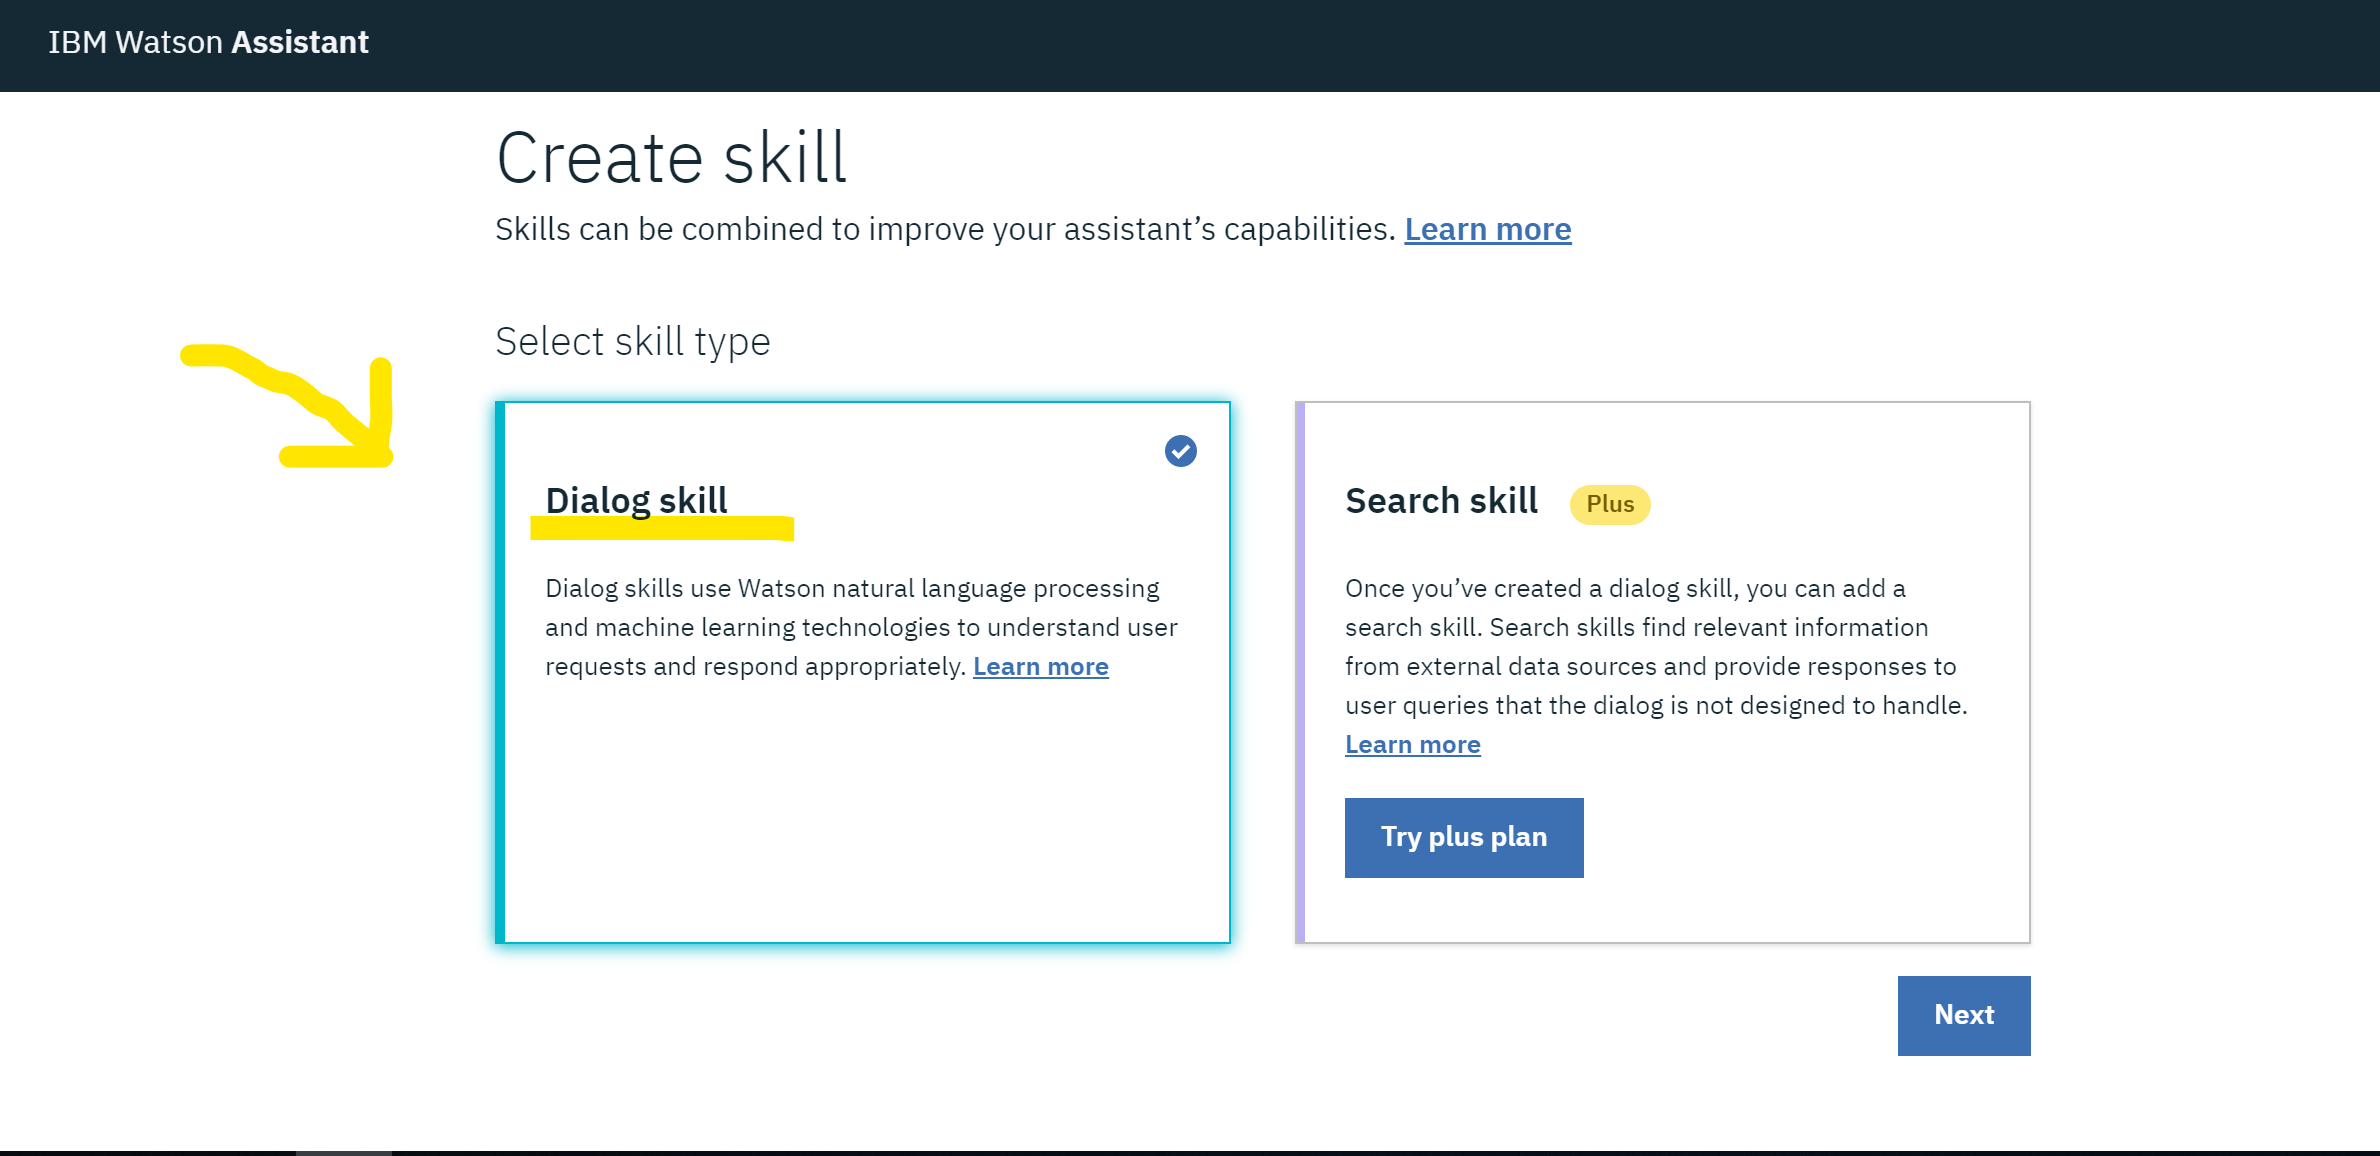 IBM Watson Assistant
Create skill
Skills can be combined to improve your assistant’s capabilities. Learn more
Select skill type
Dialog skill
Dialog skills use Watson natural language processing
and machine learning technologies to understand user
requests and respond appropriately. Learn more
Search skill Plus
Once you’ve created a dialog skill, you can add a
search skill. Search skills find relevant information
from external data sources and provide responses to
user queries that the dialog is not designed to handle.
Learn more
Try plus plan
Next